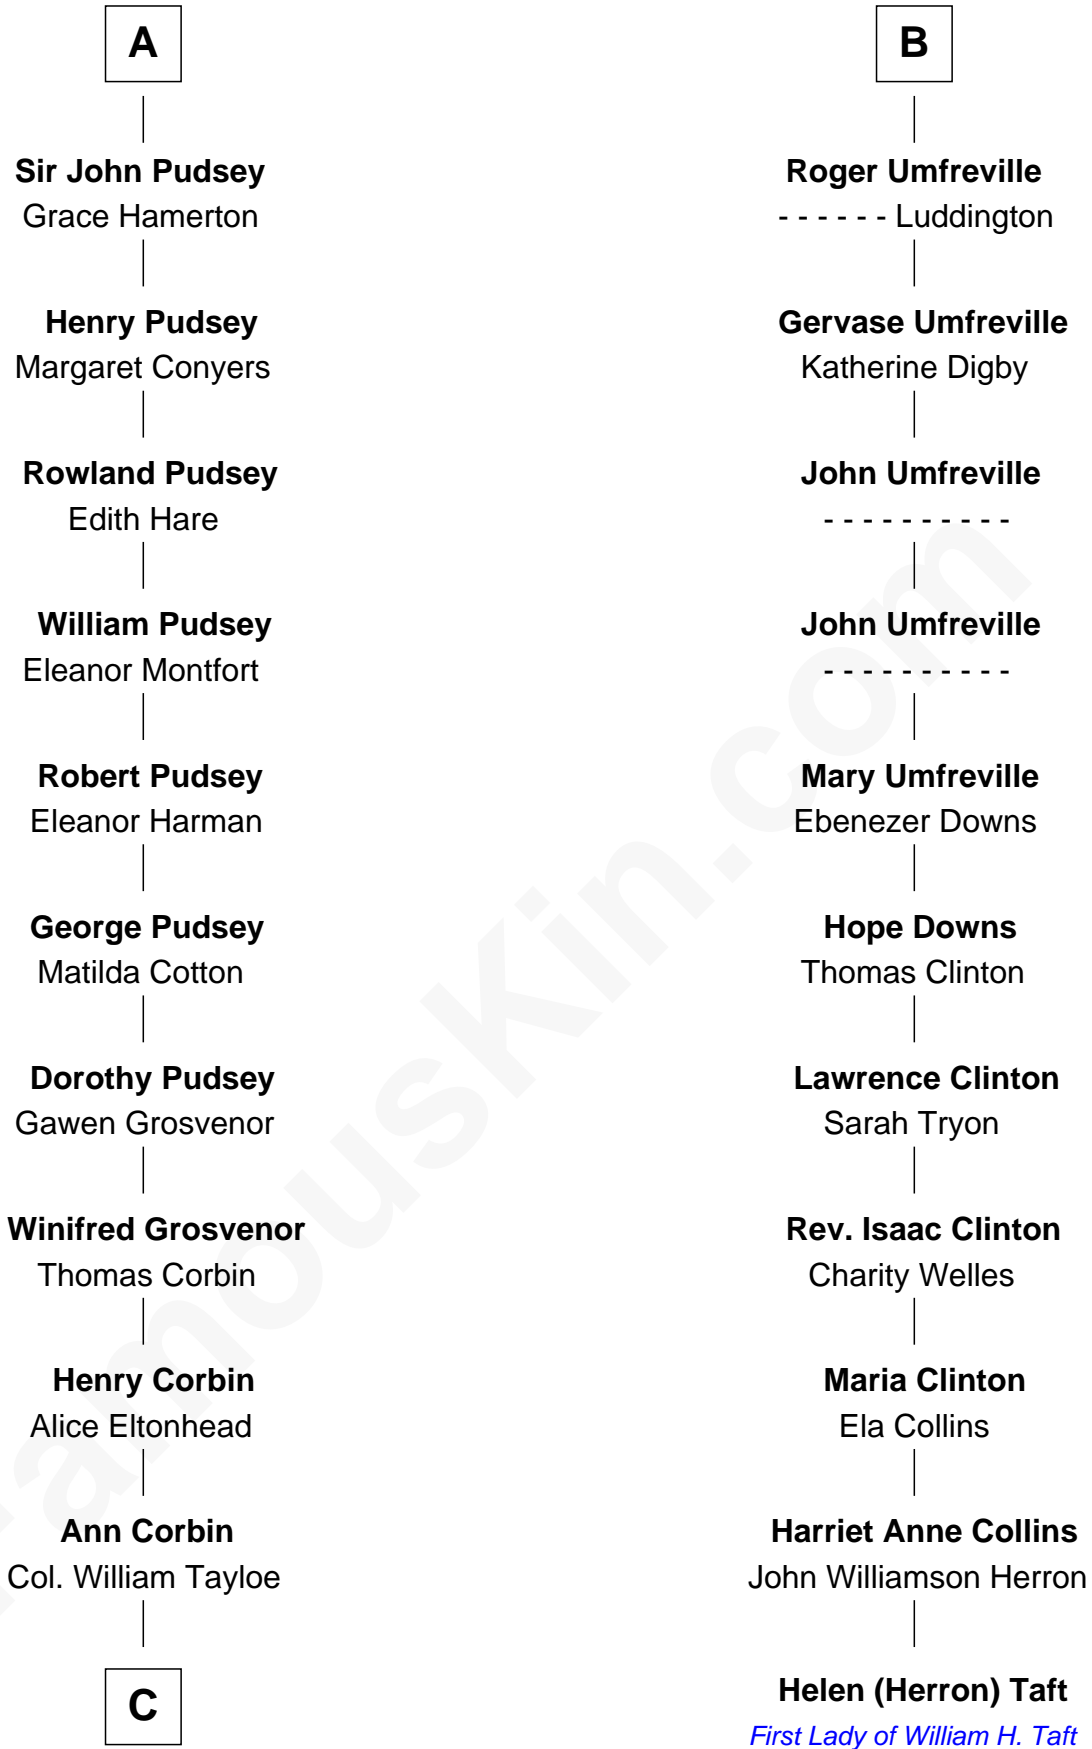 A
Sir John Pudsey
Grace Hamerton
Henry Pudsey
Margaret Conyers
Rowland Pudsey
Edith Hare
William Pudsey
Eleanor Montfort
Robert Pudsey
Eleanor Harman
George Pudsey
Matilda Cotton
Dorothy Pudsey
Gawen Grosvenor
Winifred Grosvenor
Thomas Corbin
Henry Corbin
Alice Eltonhead
Ann Corbin
Col. William Tayloe
C
B
Roger Umfreville
- - - - - - Luddington
Gervase Umfreville
Katherine Digby
John Umfreville
- - - - - - - - - -
John Umfreville
- - - - - - - - - -
Mary Umfreville
Ebenezer Downs
Hope Downs
Thomas Clinton
Lawrence Clinton
Sarah Tryon
Rev. Isaac Clinton
Charity Welles
Maria Clinton
Ela Collins
Harriet Anne Collins
John Williamson Herron
Helen (Herron) Taft
First Lady of William H. Taft
FamousKin.com